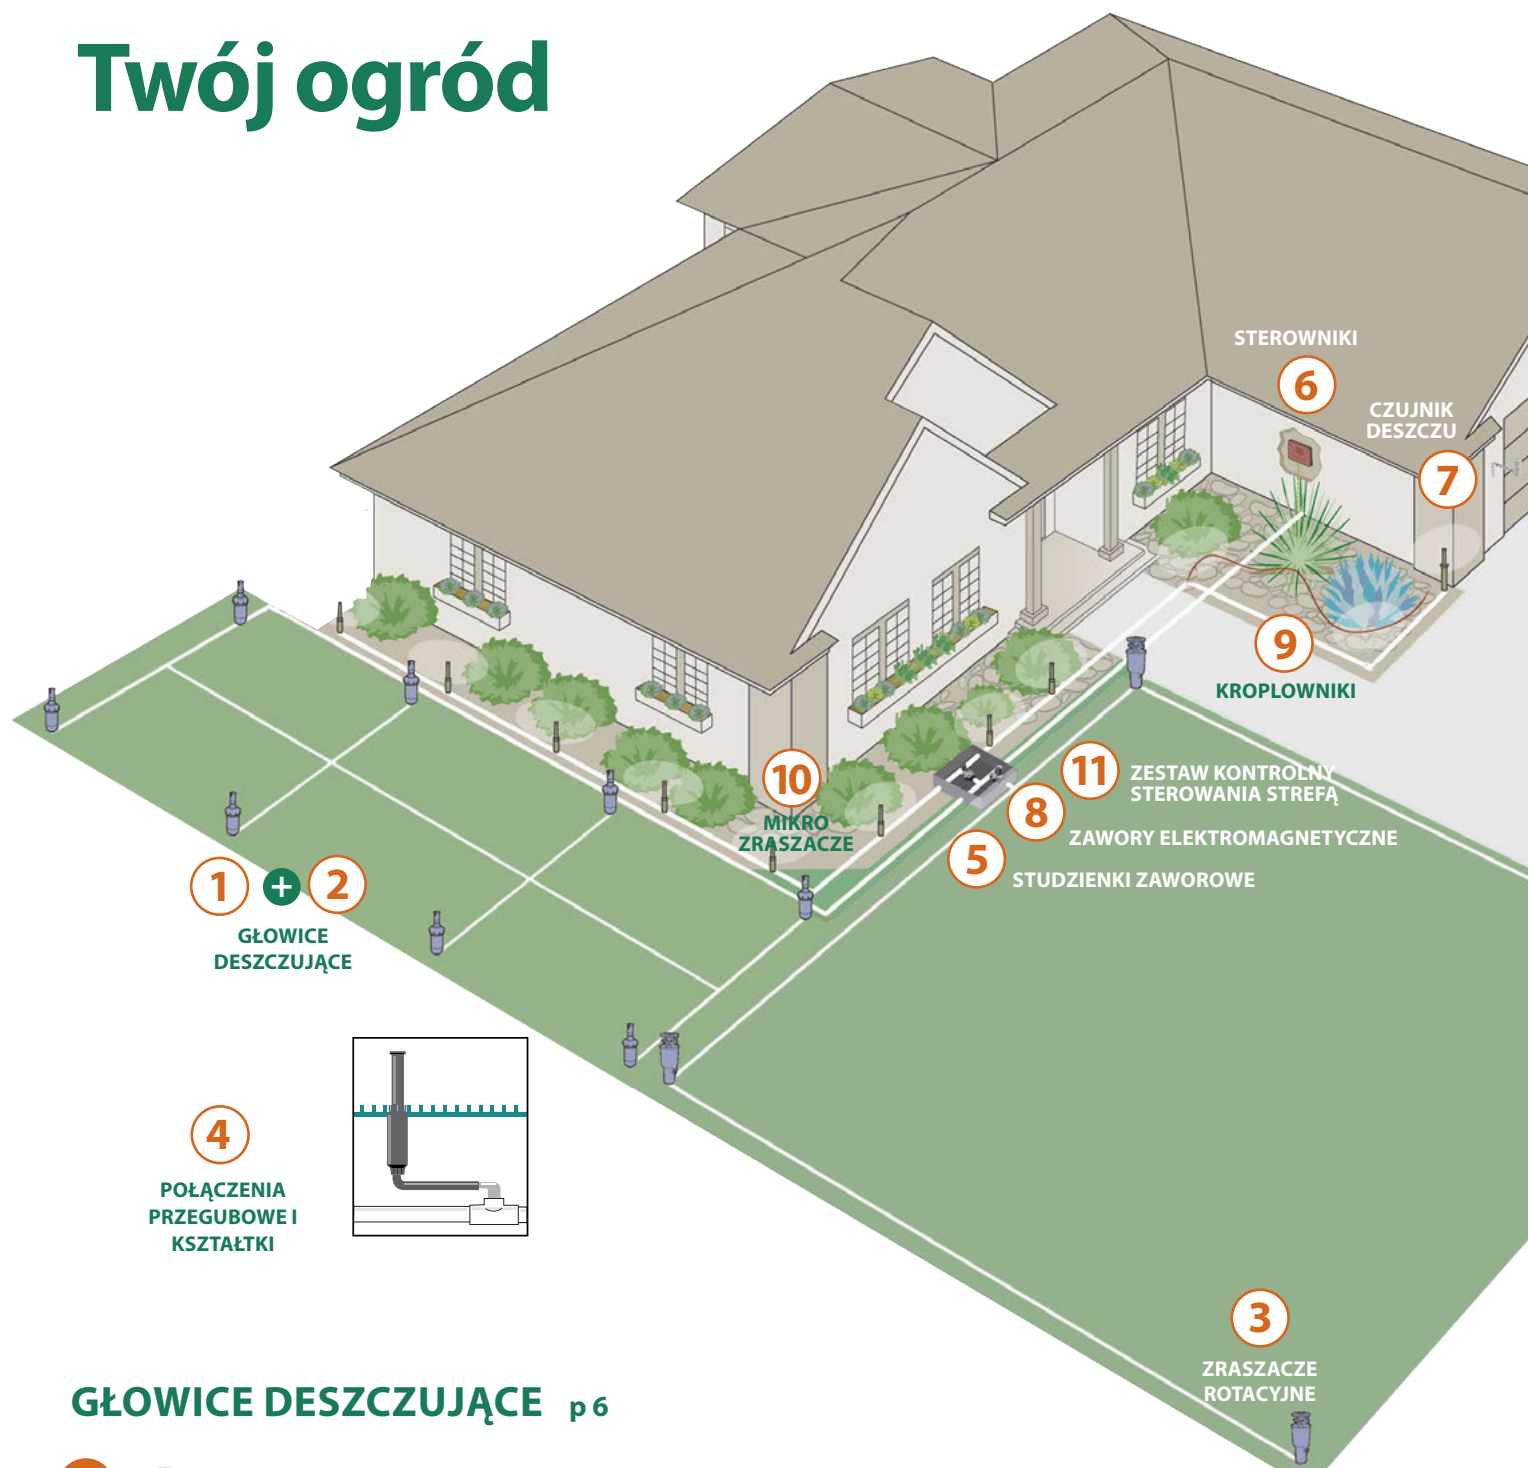 Twój ogród
STEROWNIKI
6
CZUJNIK
DESZCZU
7
9
KROPLOWNIKI
10
MIKRO
ZRASZACZE
11
ZESTAW KONTROLNY
STEROWANIA STREFĄ
8
ZAWORY ELEKTROMAGNETYCZNE
5
STUDZIENKI ZAWOROWE
1 + 2
GŁOWICE
DESZCZUJĄCE
4
POŁĄCZENIA
PRZEGUBOWE I
KSZTAŁTKI
3
ZRASZACZE
ROTACYJNE
GŁOWICE DESZCZUJĄCE p 6